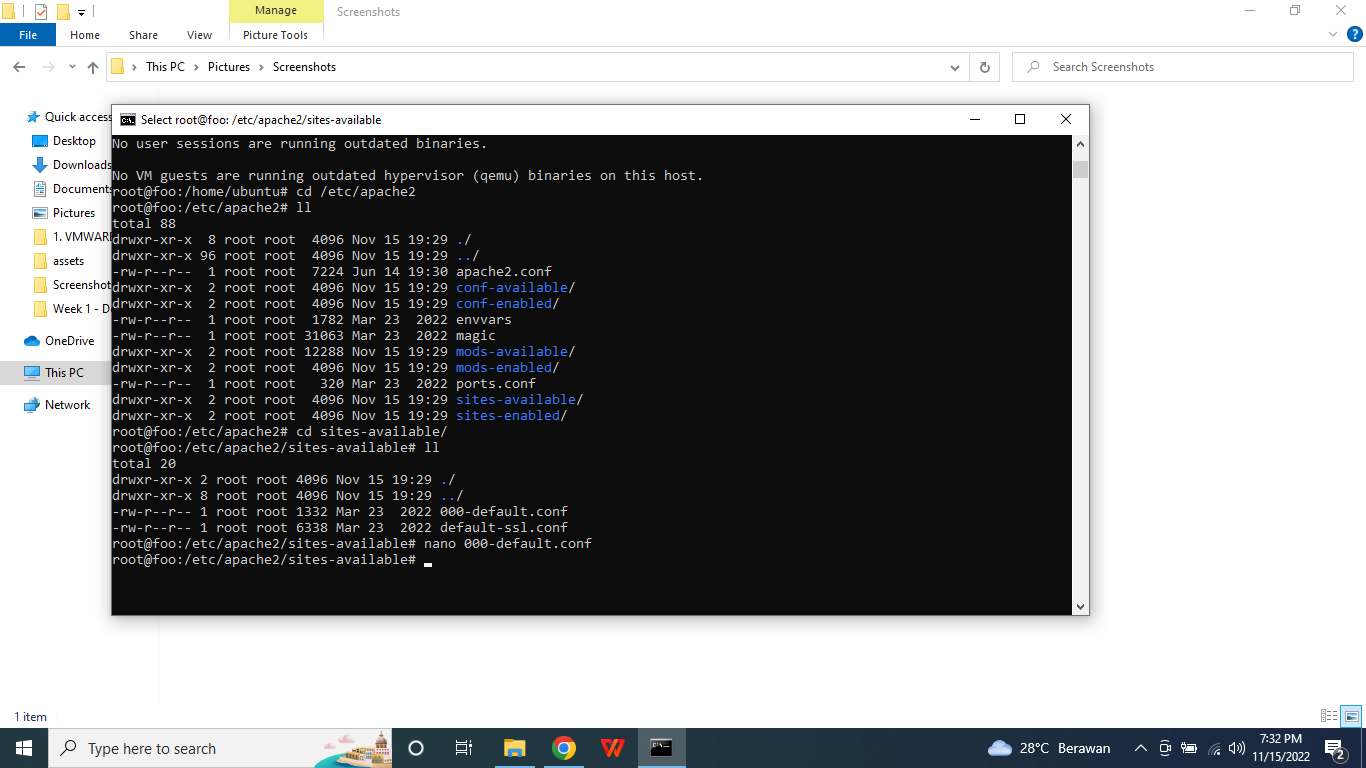 Manage
Screenshots
File
Home
Share
View
Picture Tools
This PC
Pictures
Screenshots
Search Screenshots
Quick access
Desktop
Downloads
Documents
Pictures
1. VMWAR
assets
Screenshot
Week 1 - D
OneDrive
This PC
Network
Select root@foo: /etc/apache2/sites-available
No user sessions are running outdated binaries.
No VM guests are running outdated hypervisor (qemu) binaries on this host.
root@foo:/home/ubuntu# cd /etc/apache2
root@foo:/etc/apache2# ll
total 88
drwxr-xr-x  8 root root  4096 Nov 15 19:29 ./
drwxr-xr-x 96 root root  4096 Nov 15 19:29 ../
-rw-r--r--  1 root root  7224 Jun 14 19:30 apache2.conf
drwxr-xr-x  2 root root  4096 Nov 15 19:29 conf-available/
drwxr-xr-x  2 root root  4096 Nov 15 19:29 conf-enabled/
-rw-r--r--  1 root root  1782 Mar 23  2022 envvars
-rw-r--r--  1 root root 31063 Mar 23  2022 magic
drwxr-xr-x  2 root root 12288 Nov 15 19:29 mods-available/
drwxr-xr-x  2 root root  4096 Nov 15 19:29 mods-enabled/
-rw-r--r--  1 root root   320 Mar 23  2022 ports.conf
drwxr-xr-x  2 root root  4096 Nov 15 19:29 sites-available/
drwxr-xr-x  2 root root  4096 Nov 15 19:29 sites-enabled/
root@foo:/etc/apache2# cd sites-available/
root@foo:/etc/apache2/sites-available# ll
total 20
drwxr-xr-x 2 root root 4096 Nov 15 19:29 ./
drwxr-xr-x 8 root root 4096 Nov 15 19:29 ../
-rw-r--r-- 1 root root 1332 Mar 23  2022 000-default.conf
-rw-r--r-- 1 root root 6338 Mar 23  2022 default-ssl.conf
root@foo:/etc/apache2/sites-available# nano 000-default.conf
root@foo:/etc/apache2/sites-available#
1 item
Type here to search
28°C Berawan
7:32 PM
11/15/2022
2